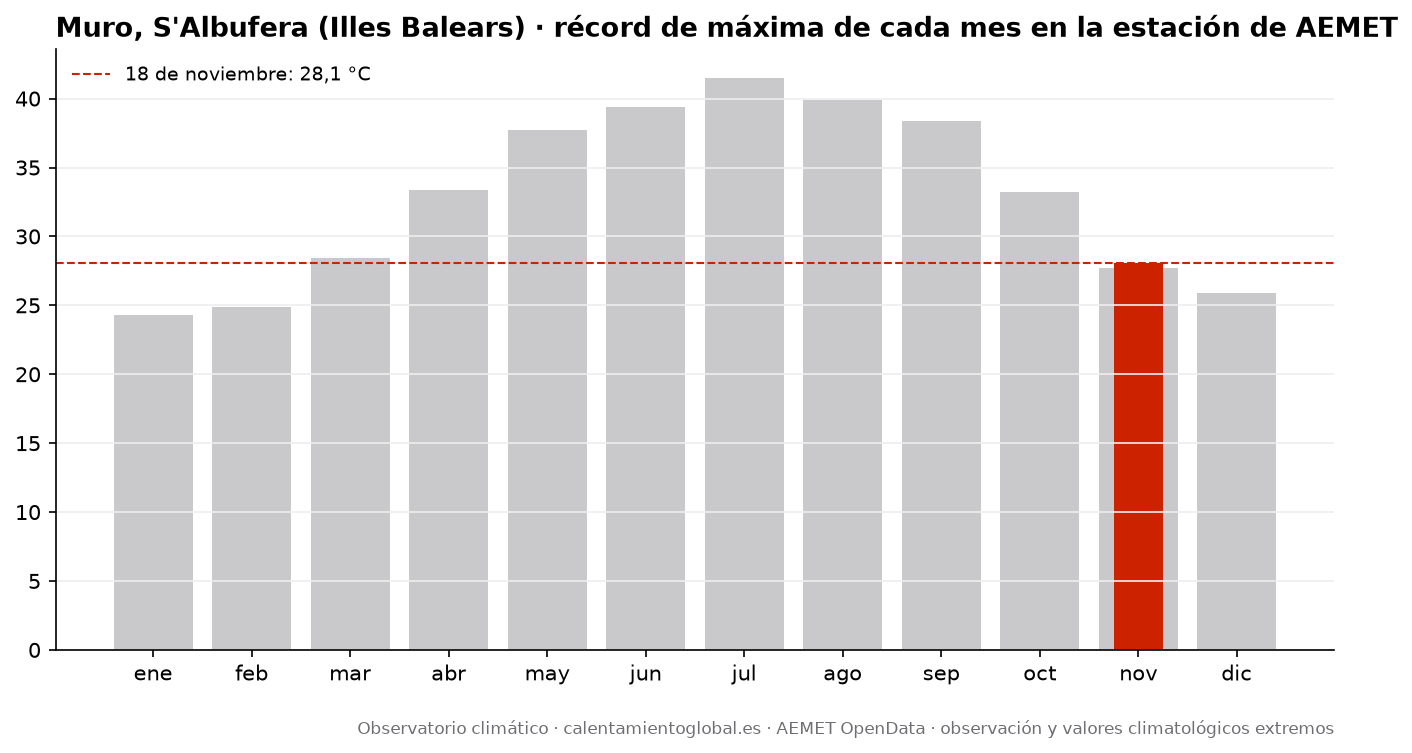 Muro, S'Albufera (Illes Balears) · récord de máxima de cada mes en la estación de AEMET
18 de noviembre: 28,1 °C
40
35
30
25
20
15
10
5
0
ene feb mar abr may jun jul ago sep oct nov dic
Observatorio climático · calentamientoglobal.es · AEMET OpenData · observación y valores climatológicos extremos